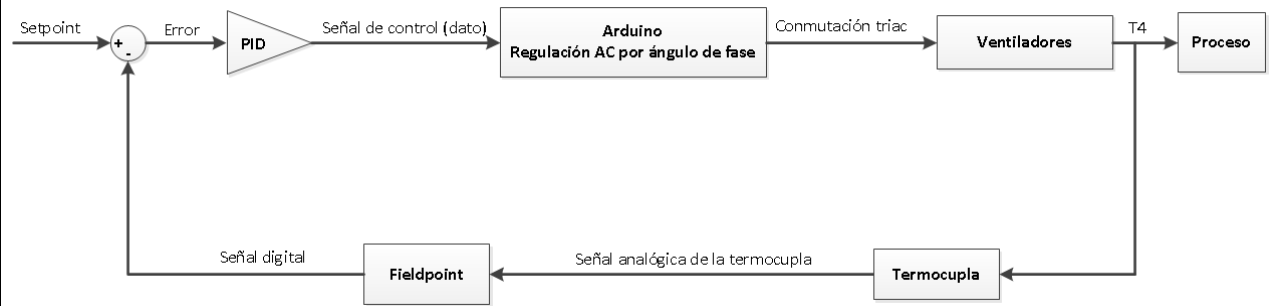 Setpoint
+
-
Error
PID
Señal de control (dato)
Arduino
Regulación AC por ángulo de fase
Conmutación triac
Ventiladores
T4
Proceso
Señal digital
Fieldpoint
Señal analógica de la termocupla
Termocupla